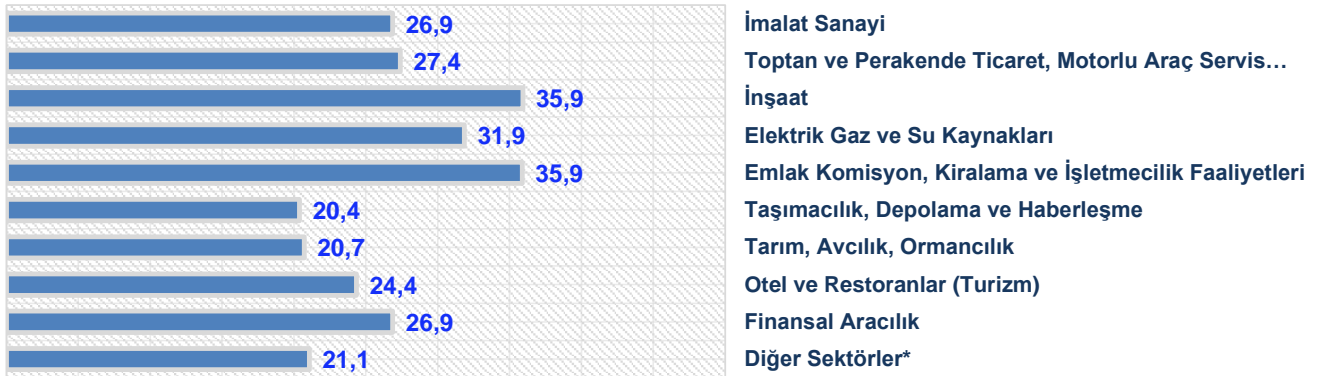 26,9 İmalat Sanayi
27,4 Toptan ve Perakende Ticaret, Motorlu Araç Servis…
35,9 İnşaat
31,9 Elektrik Gaz ve Su Kaynakları
35,9 Emlak Komisyon, Kiralama ve İşletmecilik Faaliyetleri
20,4 Taşımacılık, Depolama ve Haberleşme
20,7 Tarım, Avcılık, Ormancılık
24,4 Otel ve Restoranlar (Turizm)
26,9 Finansal Aracılık
21,1 Diğer Sektörler*